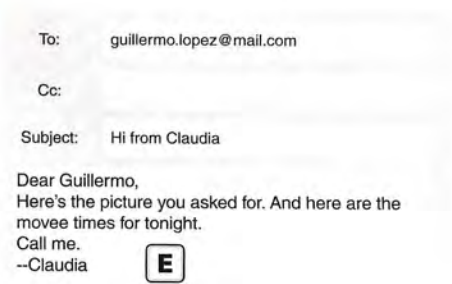 To: guillermo.lopez@mail.com
Cc:
Subject: Hi from Claudia
Dear Guillermo,
Here's the picture you asked for. And here are the
movee times for tonight.
Call me.
--Claudia
E